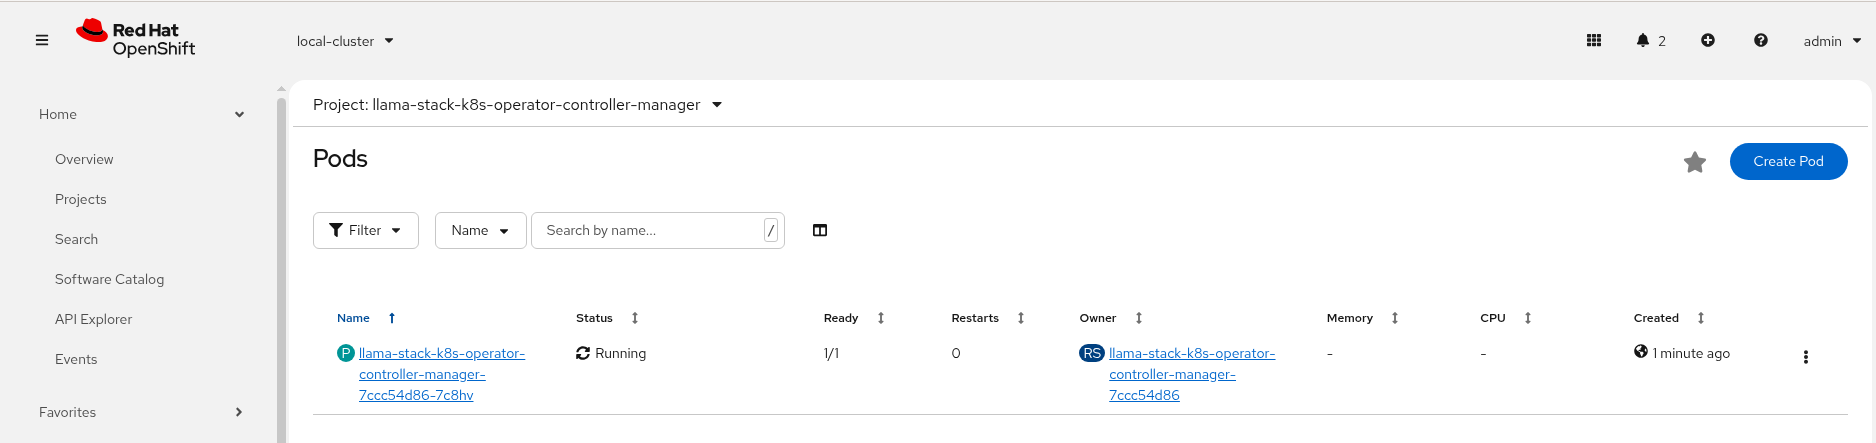 Red Hat
OpenShift
local-cluster
2
admin
Home
Overview
Projects
Search
Software Catalog
API Explorer
Events
Favorites
Project: llama-stack-k8s-operator-controller-manager
Pods
Create Pod
Filter
Name
Search by name...
/
Name Status Ready Restarts Owner Memory CPU Created
P llama-stack-k8s-operator- Running 1/1 0 RS llama-stack-k8s-operator- - - 1 minute ago
controller-manager- controller-manager-
7ccc54d86-7c8hv 7ccc54d86